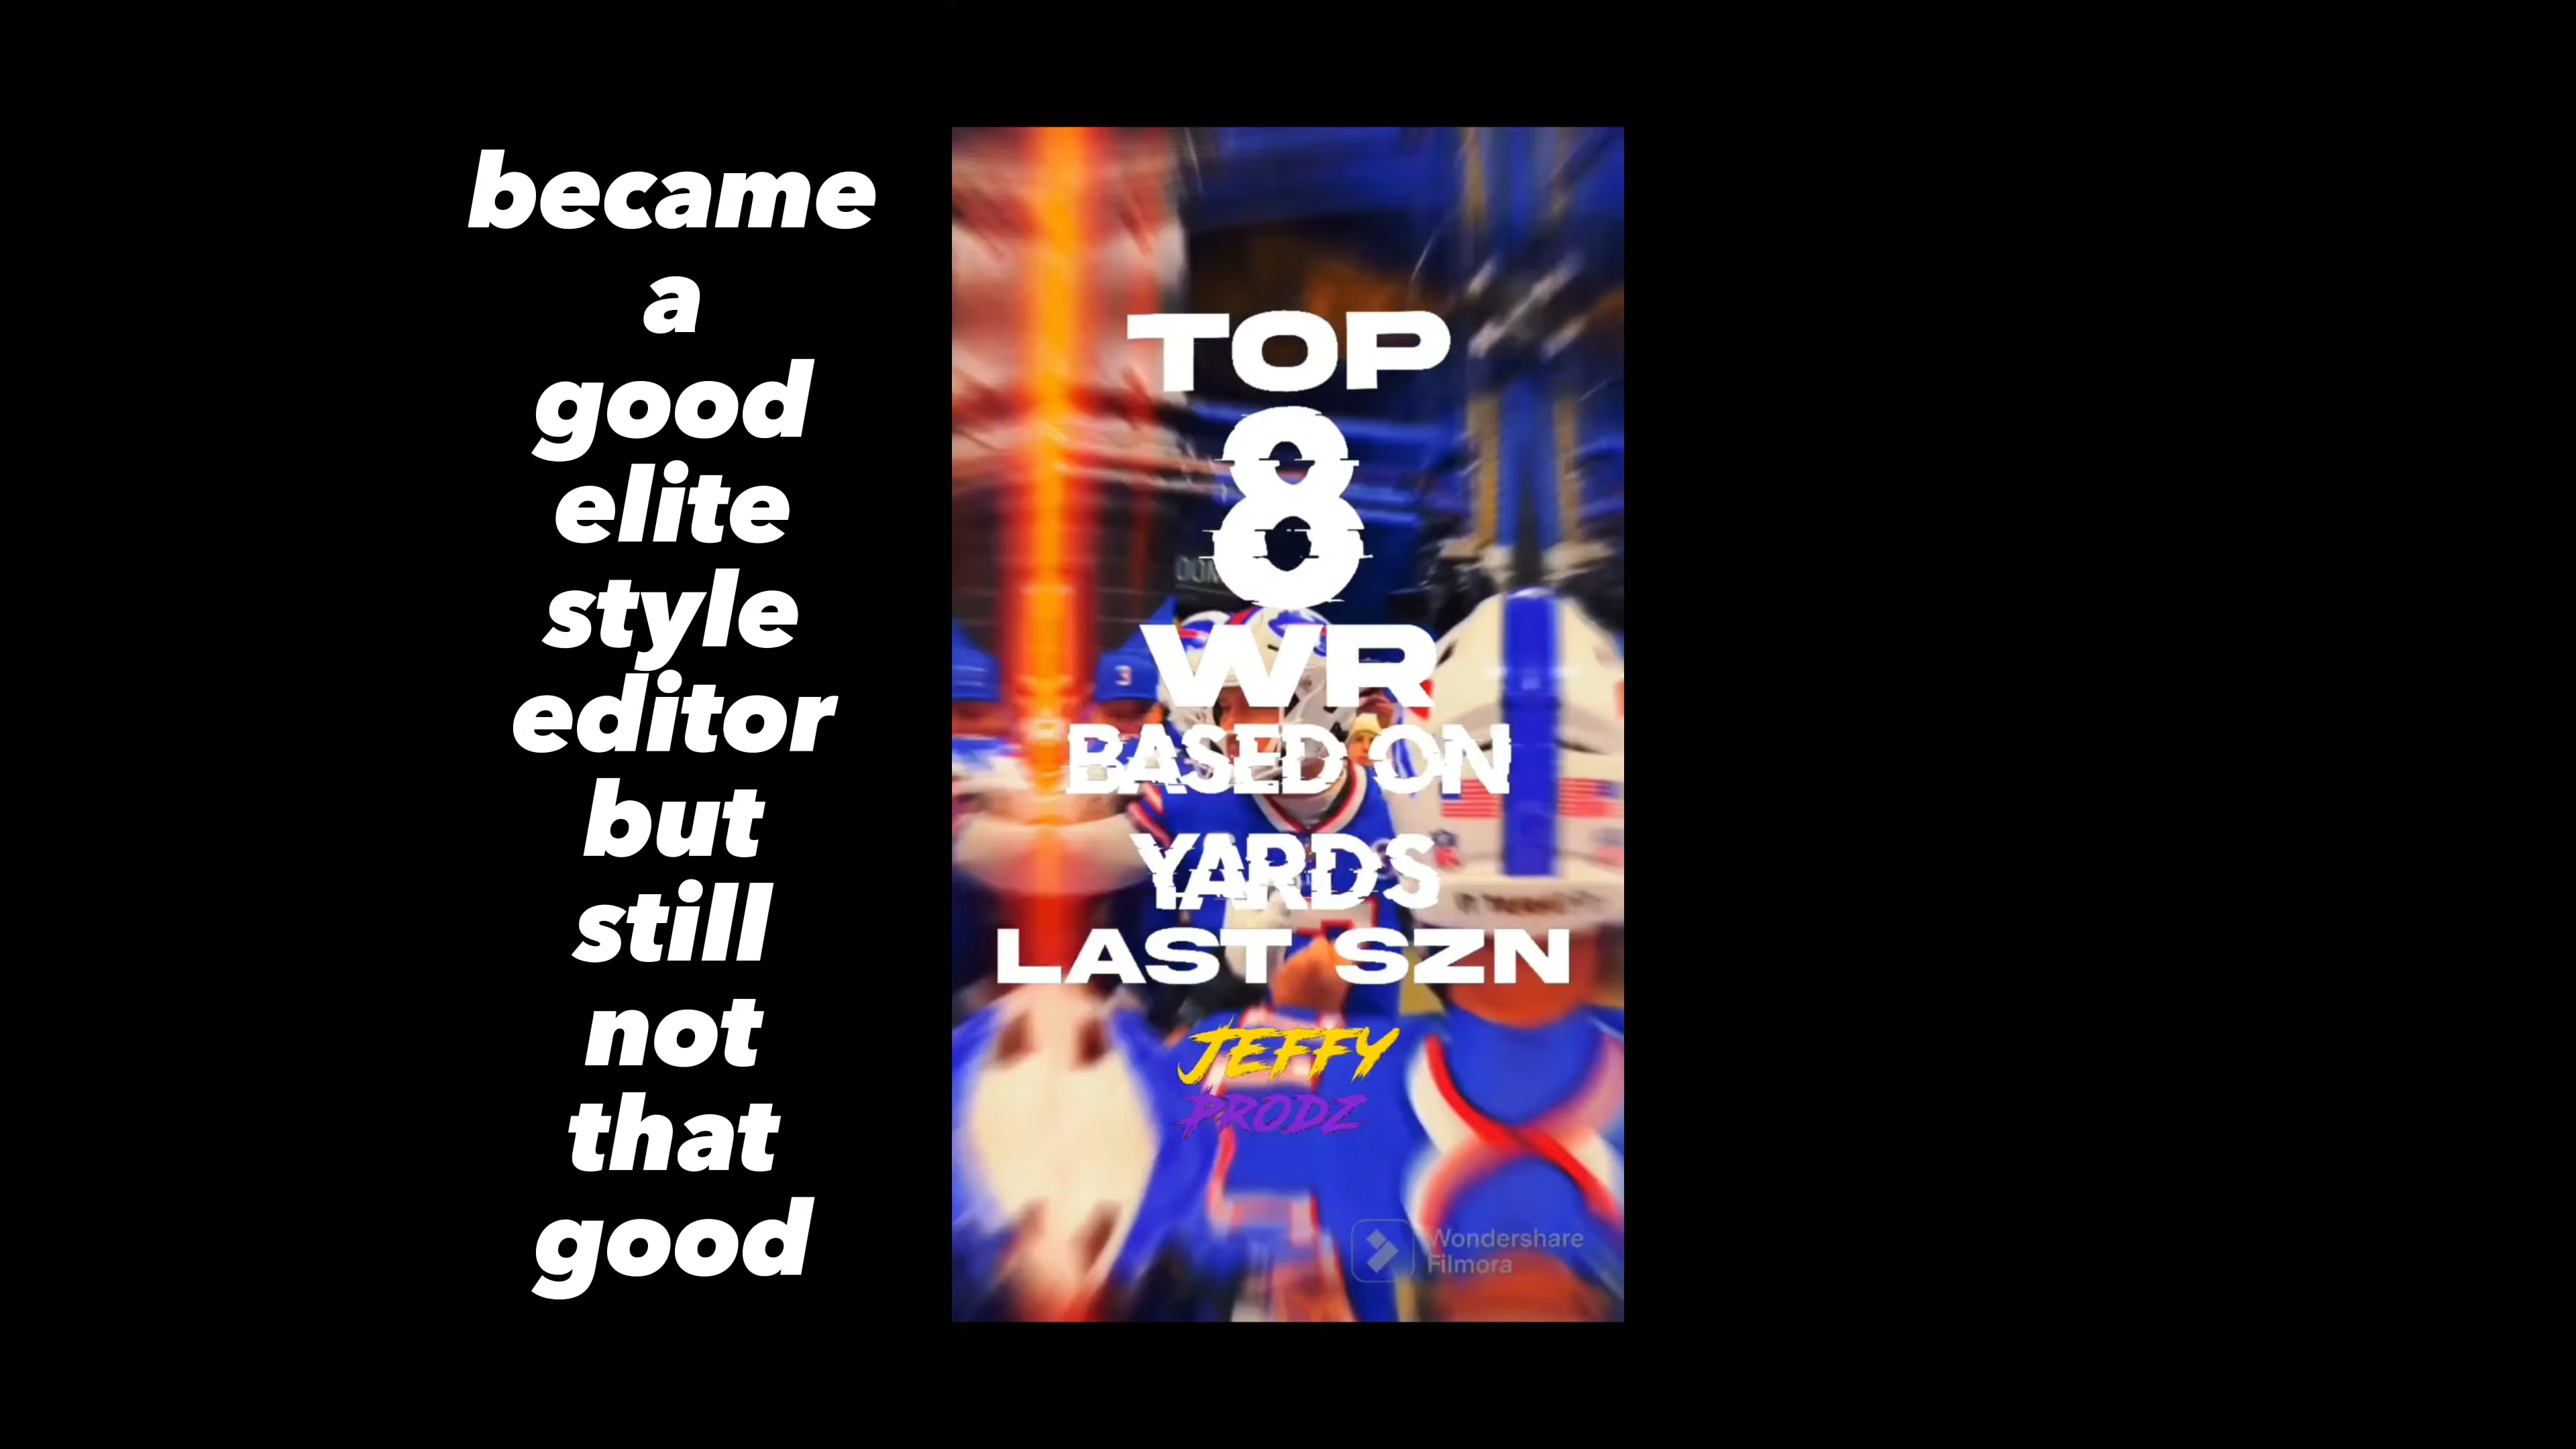 became
a
good
elite
style
editor
but
still
not
that
good
TOP
8
WR
BASED ON
YARDS
LAST SZN
JEFFY
PRODZ
3
Wondershare
Filmora